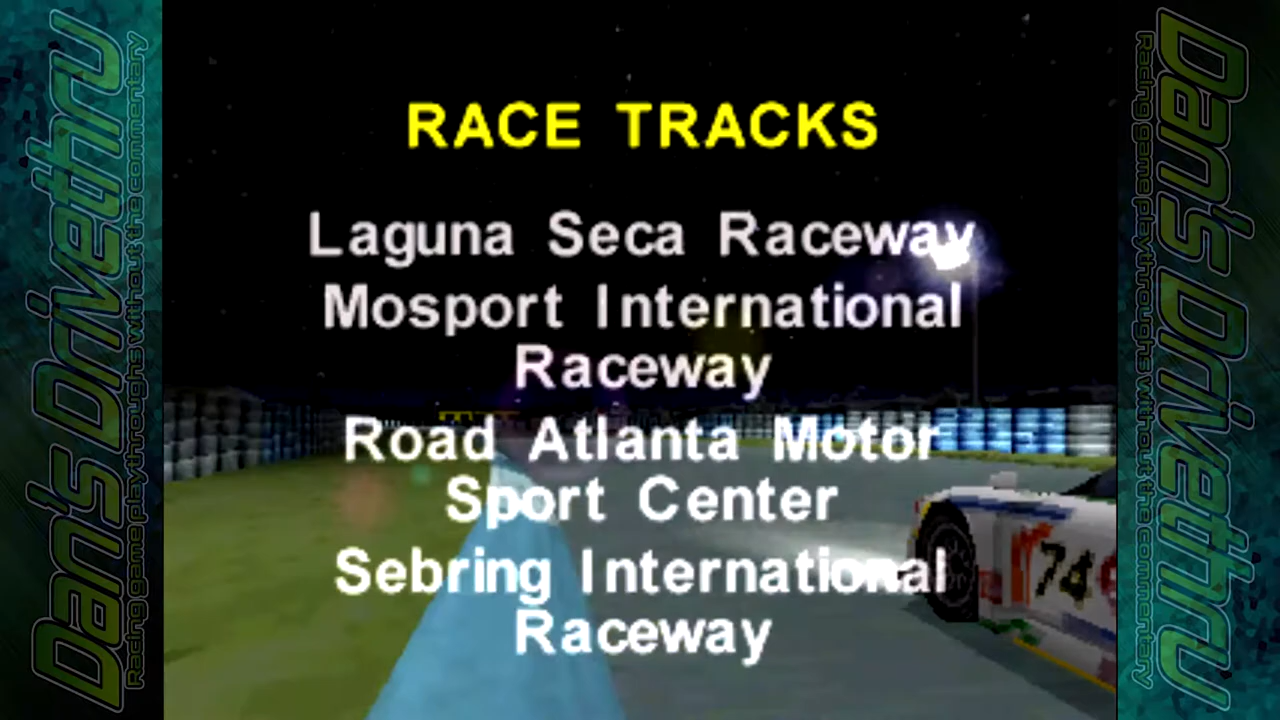 Dan's Drivethru
Racing game playthroughs without the commentary
RACE TRACKS
Laguna Seca Raceway
Mosport International
Raceway
Road Atlanta Motor
Sport Center
Sebring International
Raceway
74
Dan's Drivethru
Racing game playthroughs without the commentary